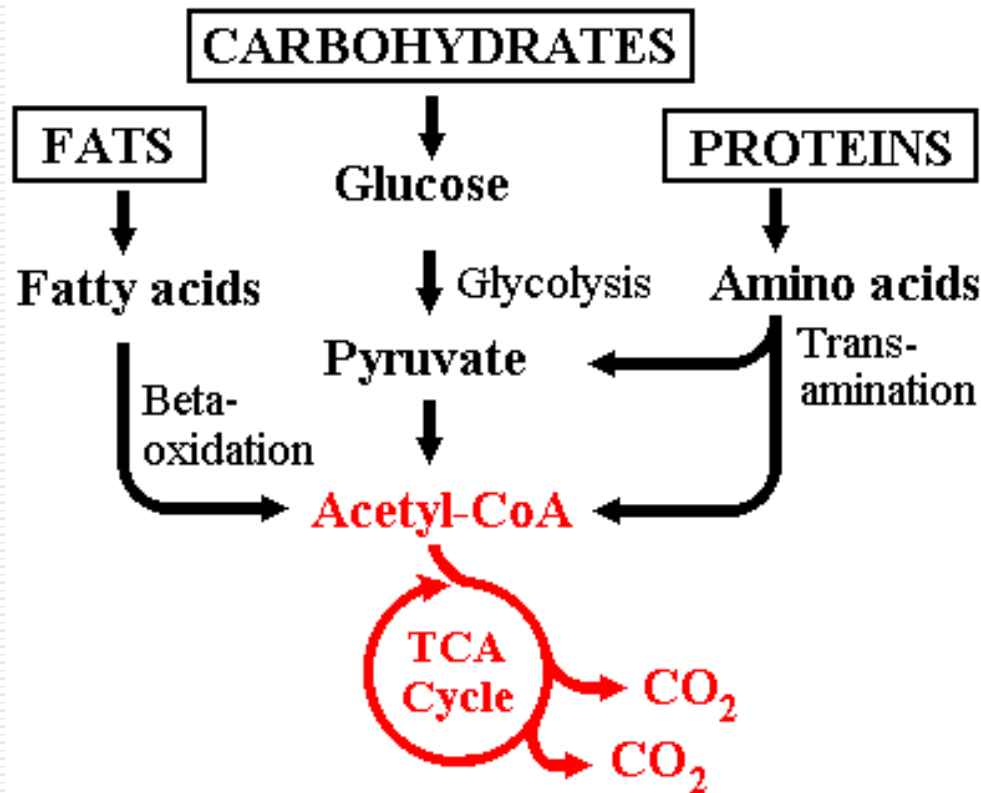 CARBOHYDRATES
FATS
PROTEINS
Glucose
Fatty acids
Glycolysis
Amino acids
Pyruvate
Trans-
amination
Beta-
oxidation
Acetyl-CoA
TCA
Cycle
CO₂
CO₂